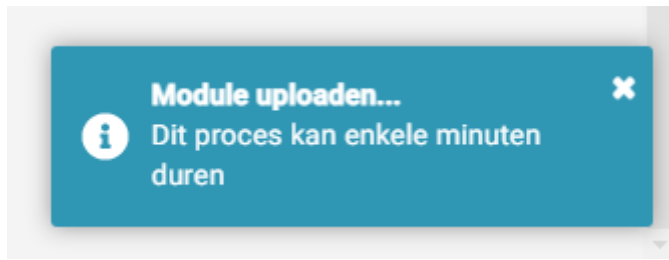 Module uploaden...
Dit proces kan enkele minuten
duren